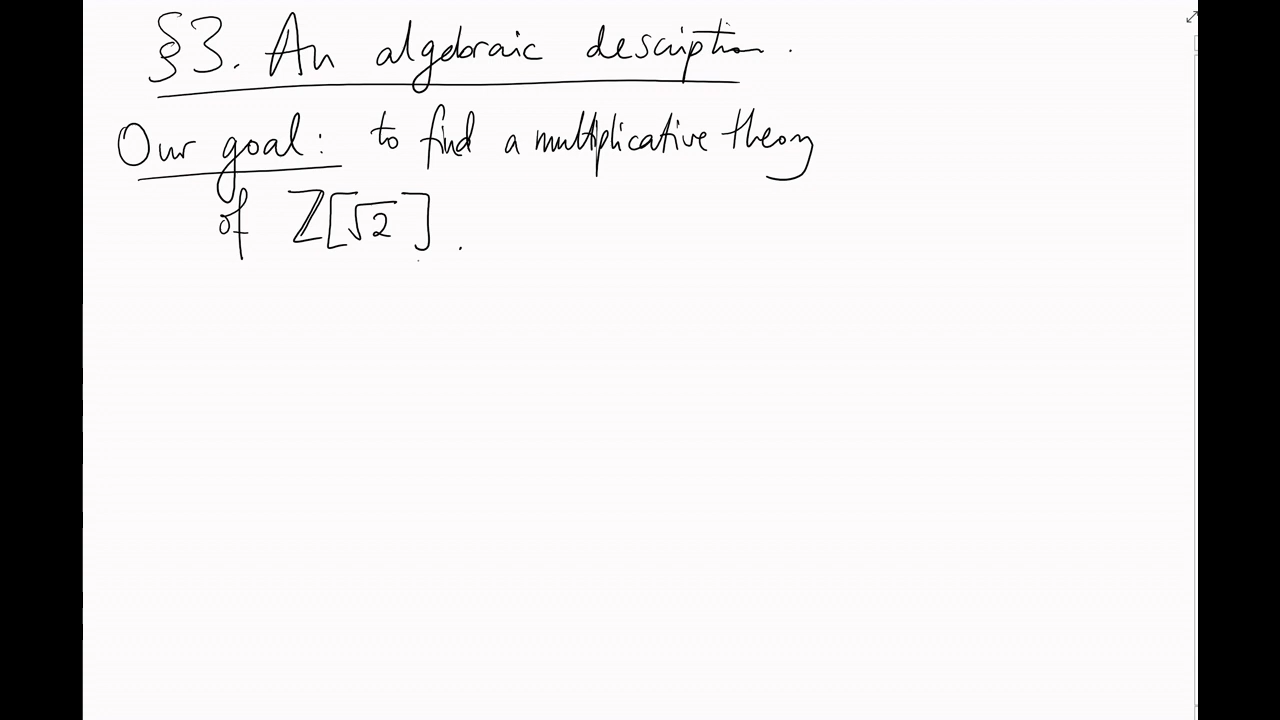 §3. An algebraic description.
Our goal: to find a multiplicative theory
of ℤ[√2].